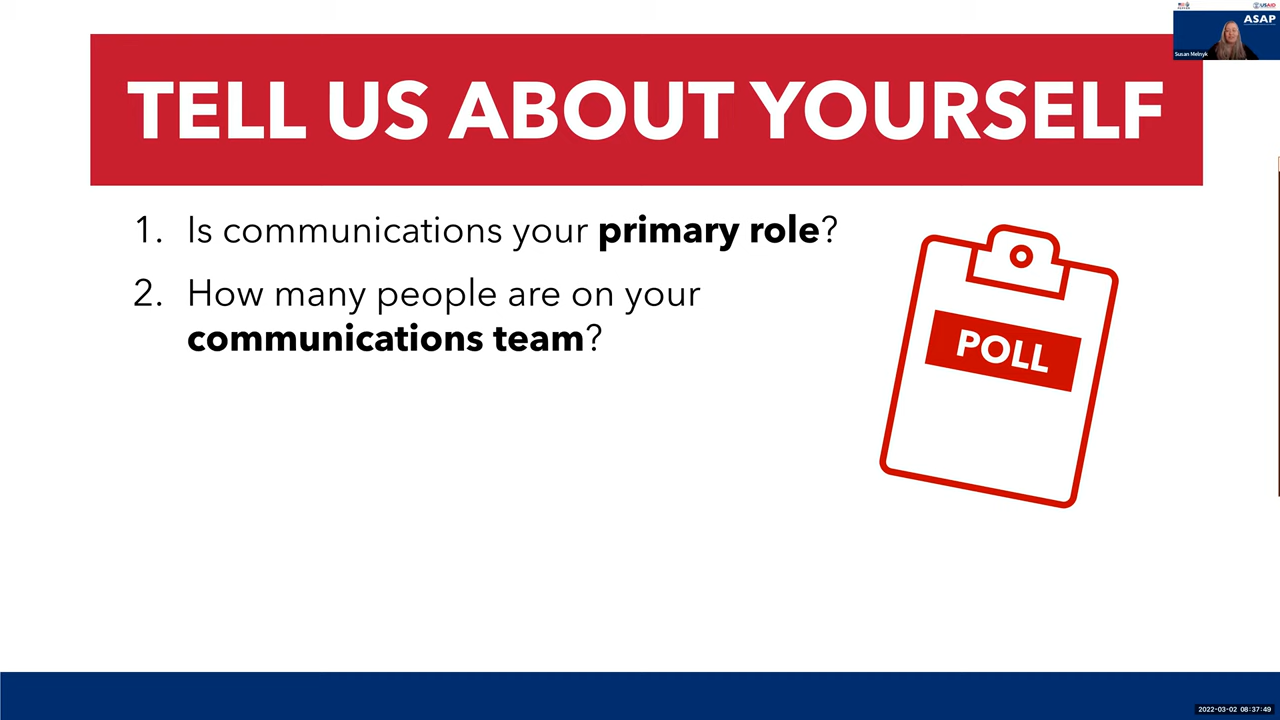 USAID
ASAP
Susan Melnyk
TELL US ABOUT YOURSELF
1. Is communications your primary role?
2. How many people are on your
communications team?
POLL
2022-03-02 08:37:49